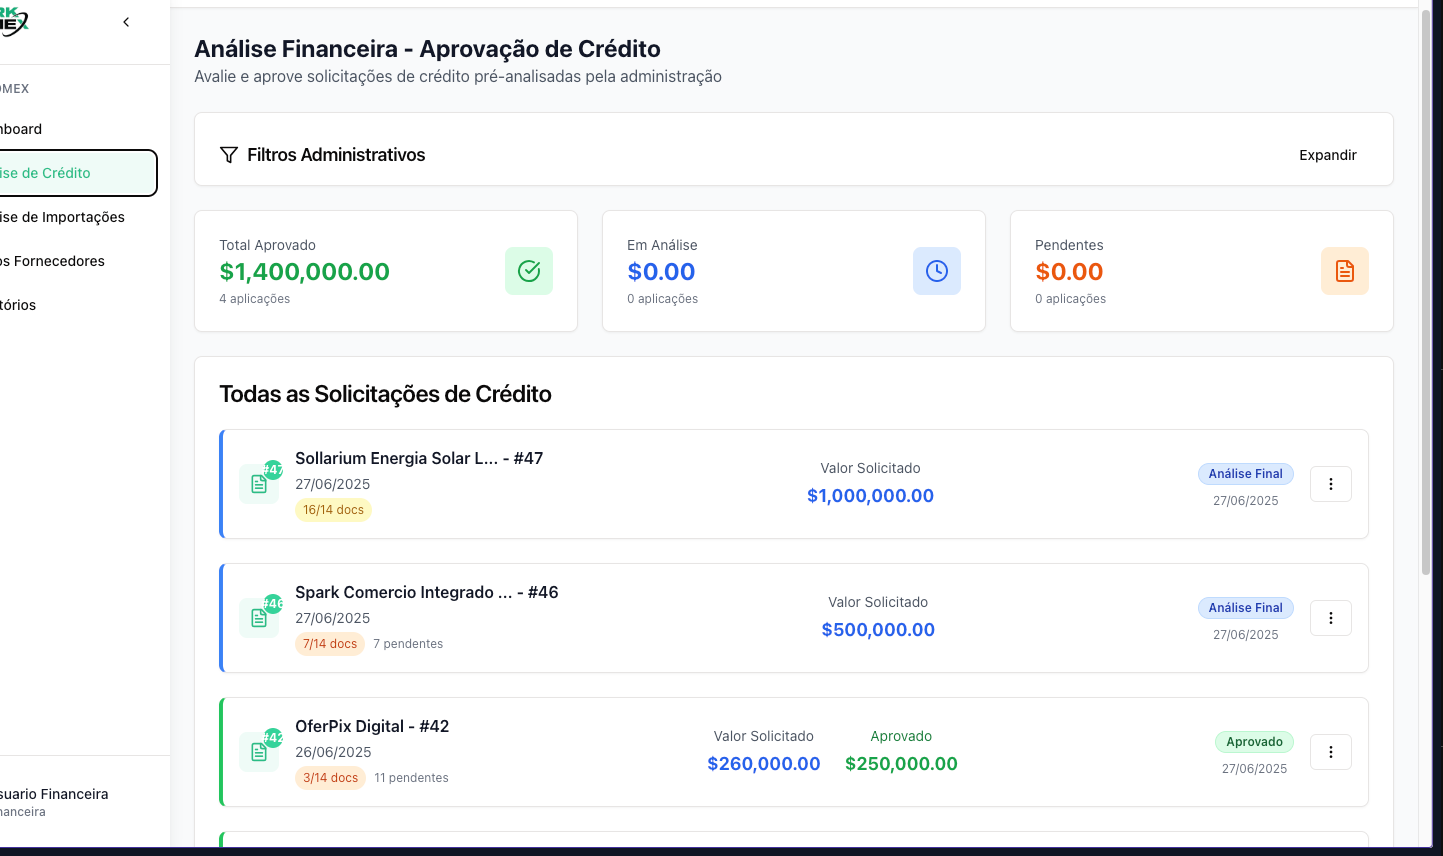 Análise Financeira - Aprovação de Crédito
Avalie e aprove solicitações de crédito pré-analisadas pela administração
OMEX
nboard
ise de Crédito
ise de Importações
os Fornecedores
tórios
suario Financeira
nanceira
Filtros Administrativos
Expandir
Total Aprovado
$1,400,000.00
4 aplicações
Em Análise
$0.00
0 aplicações
Pendentes
$0.00
0 aplicações
Todas as Solicitações de Crédito
#47
Sollarium Energia Solar L... - #47
27/06/2025
16/14 docs
Valor Solicitado
$1,000,000.00
Análise Final
27/06/2025
#46
Spark Comercio Integrado ... - #46
27/06/2025
7/14 docs 7 pendentes
Valor Solicitado
$500,000.00
Análise Final
27/06/2025
#42
OferPix Digital - #42
26/06/2025
3/14 docs 11 pendentes
Valor Solicitado
$260,000.00
Aprovado
$250,000.00
Aprovado
27/06/2025